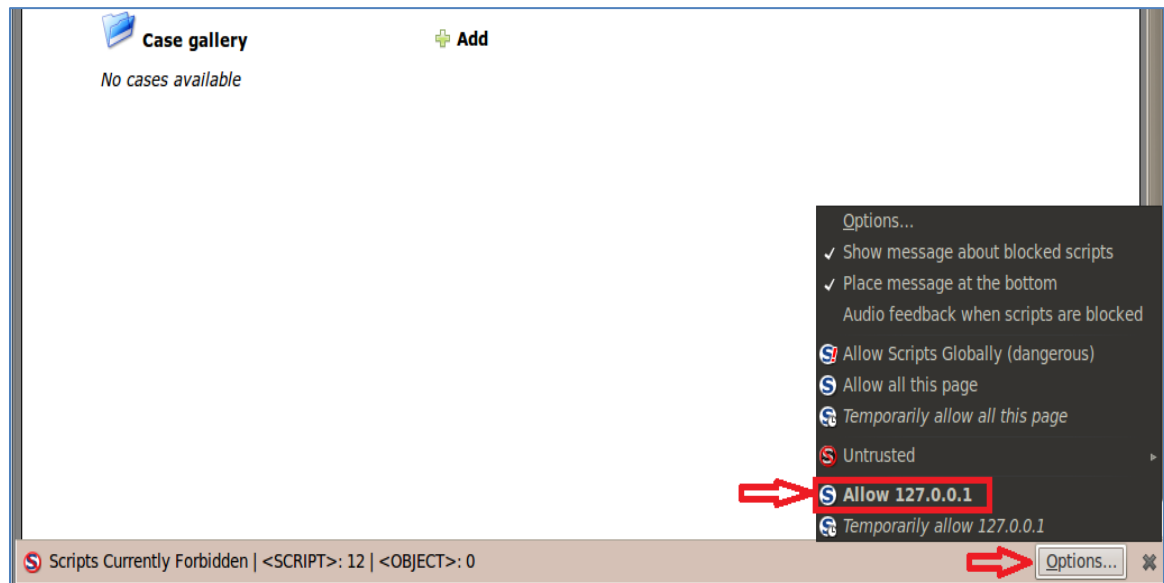 Case gallery Add
No cases available
Options...
Show message about blocked scripts
Place message at the bottom
Audio feedback when scripts are blocked
Allow Scripts Globally (dangerous)
Allow all this page
Temporarily allow all this page
Untrusted
Allow 127.0.0.1
Temporarily allow 127.0.0.1
Scripts Currently Forbidden | <SCRIPT>: 12 | <OBJECT>: 0 Options...